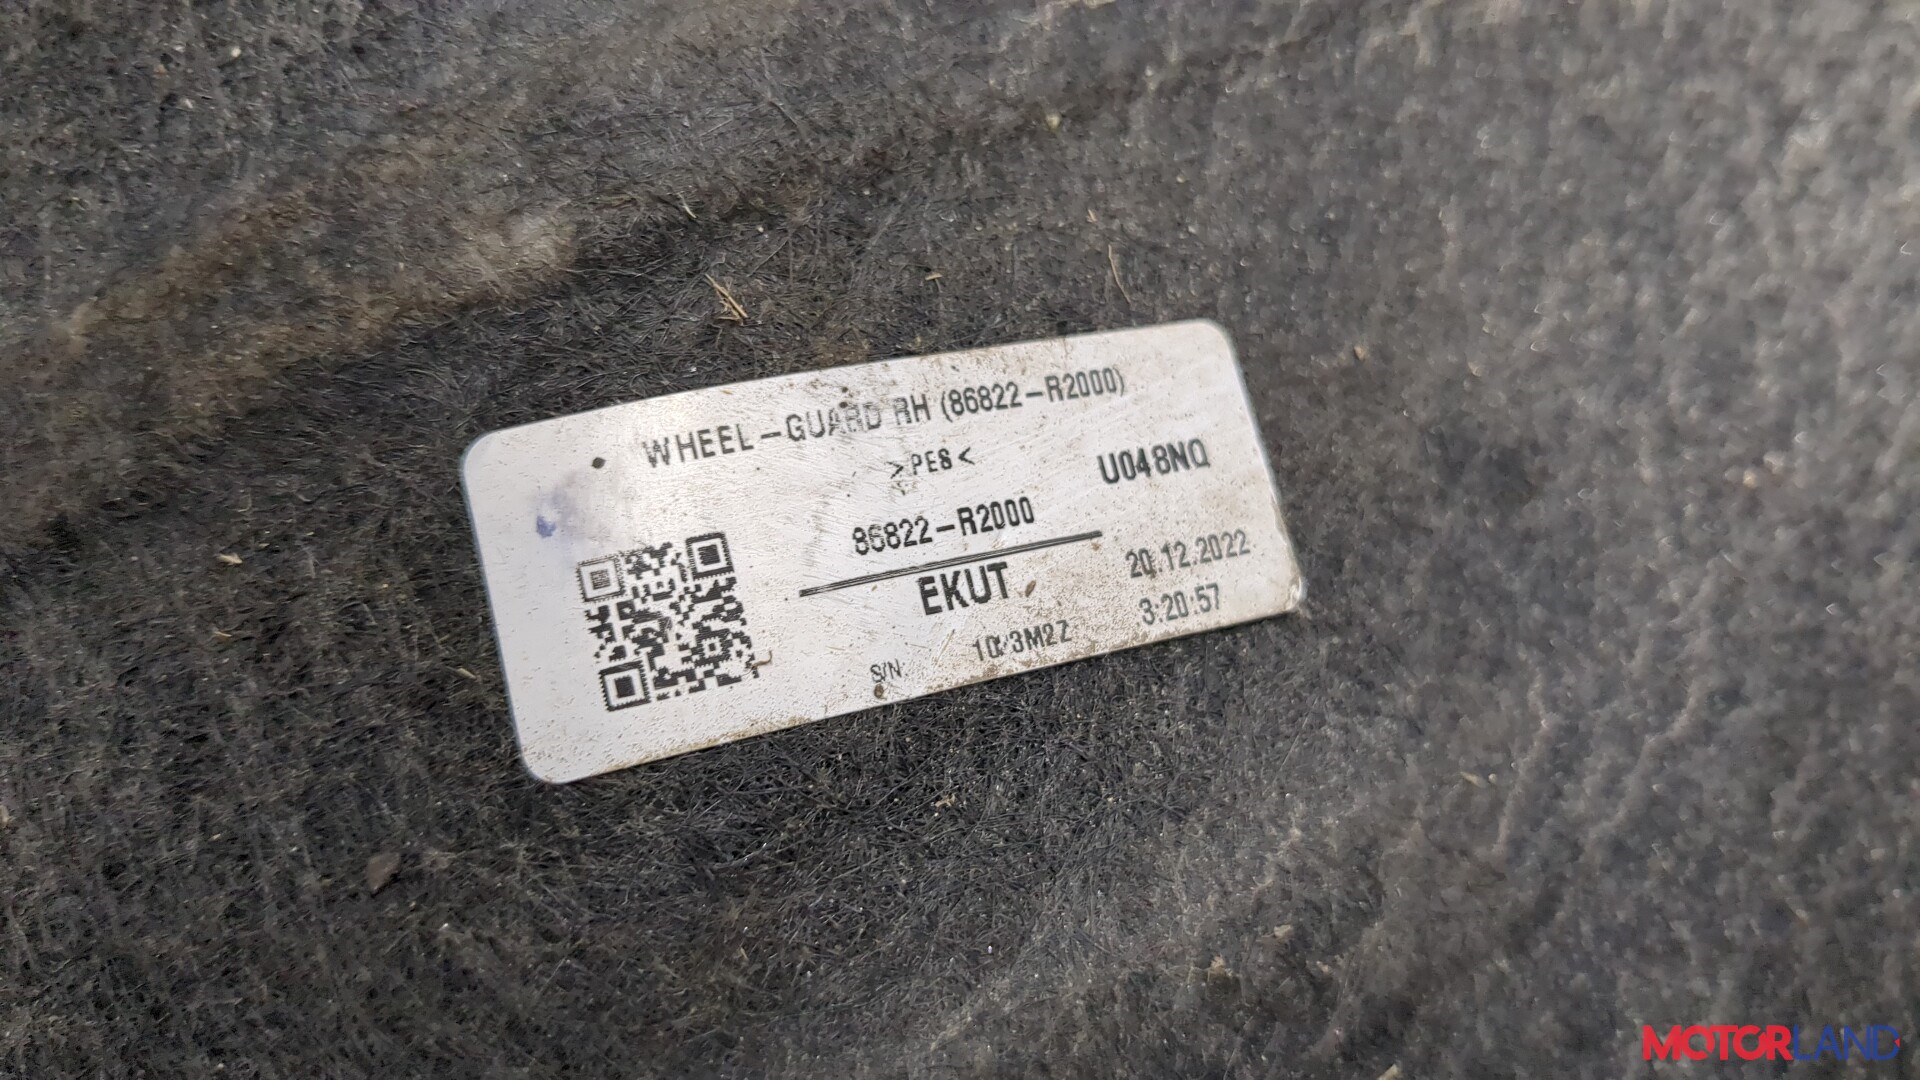 WHEEL-GUARD RH (86822-R2000)
>PES<
U048NQ
86822-R2000
EKUT
20.12.2022
3:20:57
S/N
MOTORLAND